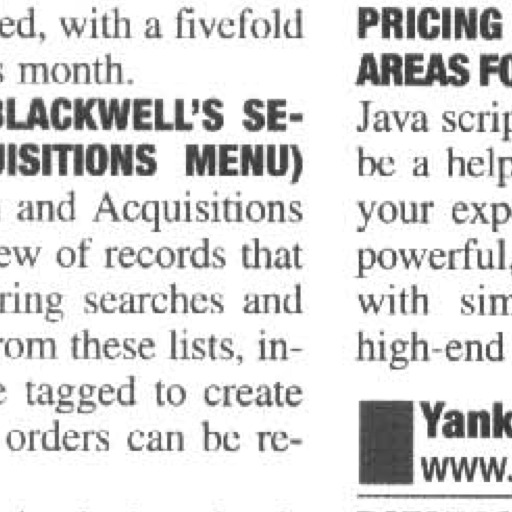 ed, with a fivefold
month.
BLACKWELL'S SE-
UISITIONS MENU)
and Acquisitions
ew of records that
ring searches and
rom these lists, in-
tagged to create
orders can be re-
PRICING
AREAS FO
Java scrip
be a help
your exp
powerful,
with sim
high-end
Yank
www.